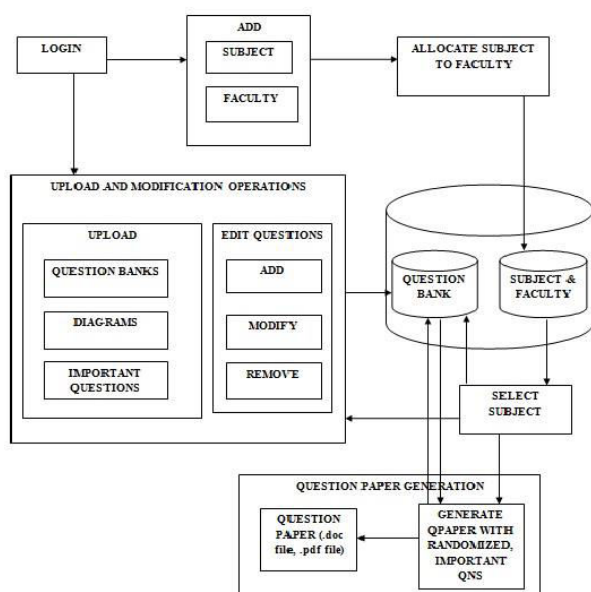 LOGIN
ADD
SUBJECT
FACULTY
ALLOCATE SUBJECT
TO FACULTY
UPLOAD AND MODIFICATION OPERATIONS
UPLOAD
QUESTION BANKS
DIAGRAMS
IMPORTANT
QUESTIONS
EDIT QUESTIONS
ADD
MODIFY
REMOVE
QUESTION
BANK
SUBJECT &
FACULTY
SELECT
SUBJECT
QUESTION PAPER GENERATION
QUESTION
PAPER (.doc
file, .pdf file)
GENERATE
QPAPER WITH
RANDOMIZED,
IMPORTANT
QNS